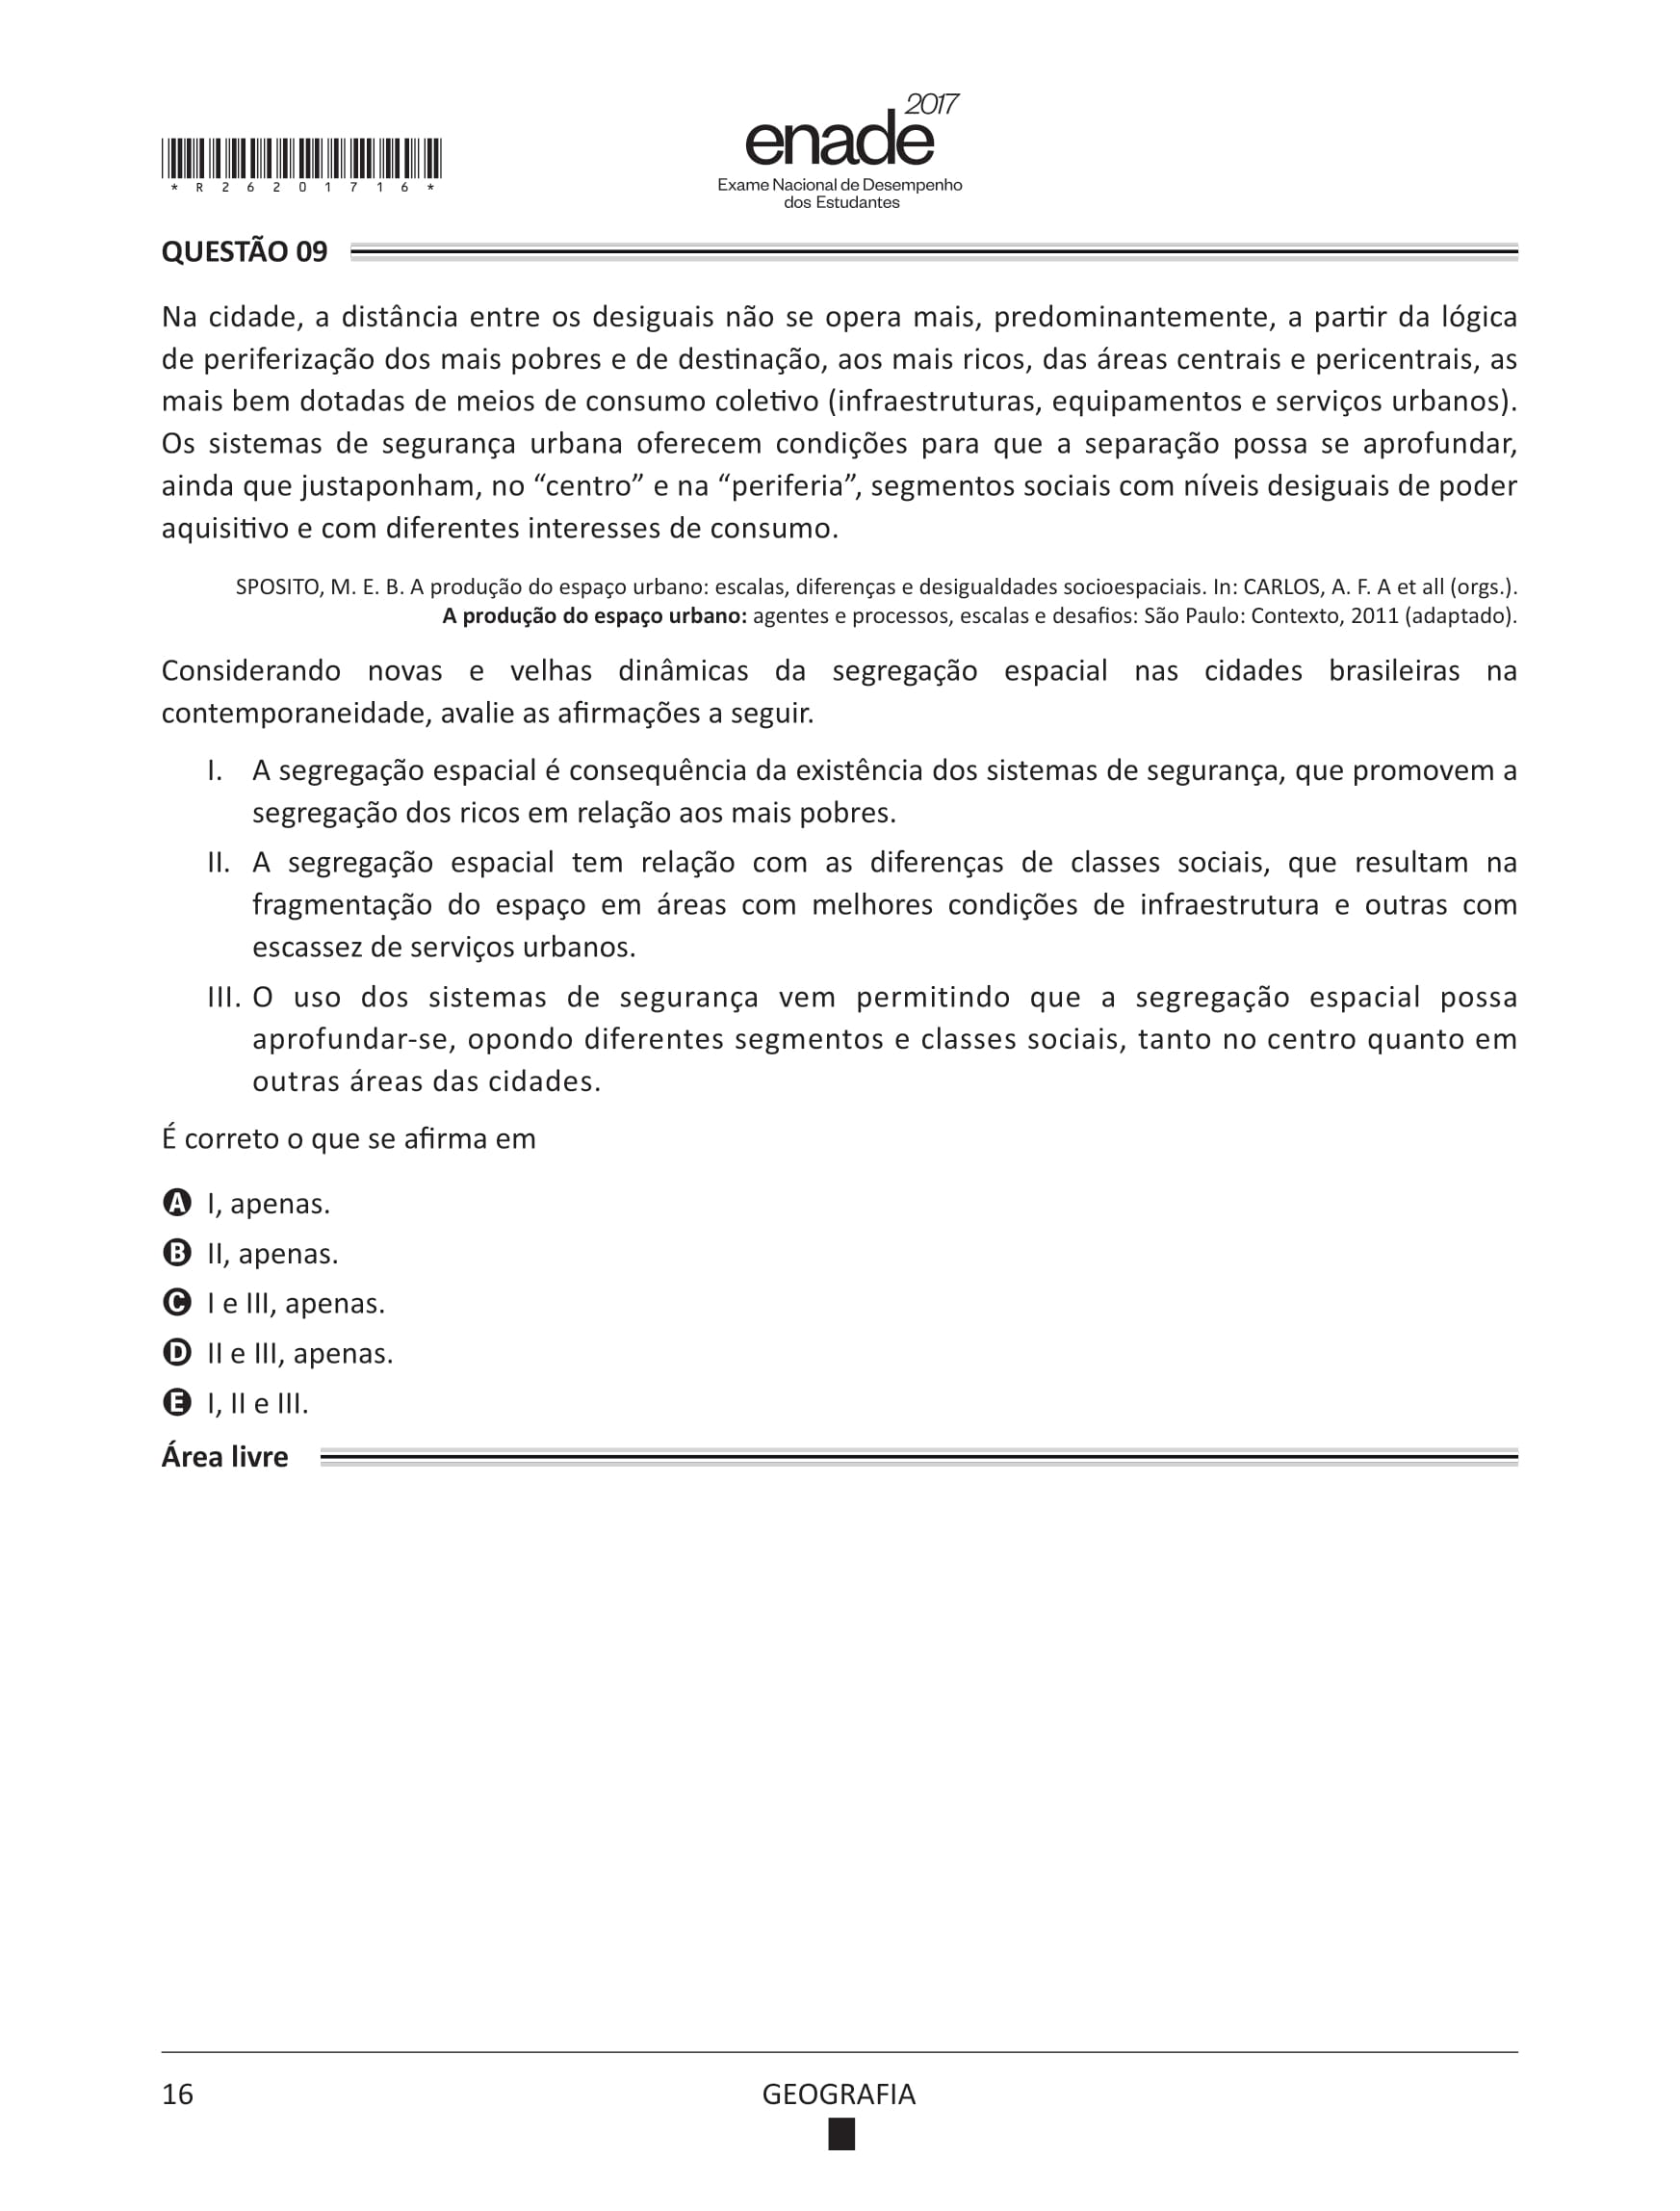 *R26201716*
2017
enade
Exame Nacional de Desempenho
dos Estudantes
QUESTÃO 09
Na cidade, a distância entre os desiguais não se opera mais, predominantemente, a partir da lógica
de periferização dos mais pobres e de destinação, aos mais ricos, das áreas centrais e pericentrais, as
mais bem dotadas de meios de consumo coletivo (infraestruturas, equipamentos e serviços urbanos).
Os sistemas de segurança urbana oferecem condições para que a separação possa se aprofundar,
ainda que justaponham, no “centro” e na “periferia”, segmentos sociais com níveis desiguais de poder
aquisitivo e com diferentes interesses de consumo.
SPOSITO, M. E. B. A produção do espaço urbano: escalas, diferenças e desigualdades socioespaciais. In: CARLOS, A. F. A et all (orgs.).
A produção do espaço urbano: agentes e processos, escalas e desafios: São Paulo: Contexto, 2011 (adaptado).
Considerando novas e velhas dinâmicas da segregação espacial nas cidades brasileiras na
contemporaneidade, avalie as afirmações a seguir.
I. A segregação espacial é consequência da existência dos sistemas de segurança, que promovem a
segregação dos ricos em relação aos mais pobres.
II. A segregação espacial tem relação com as diferenças de classes sociais, que resultam na
fragmentação do espaço em áreas com melhores condições de infraestrutura e outras com
escassez de serviços urbanos.
III. O uso dos sistemas de segurança vem permitindo que a segregação espacial possa
aprofundar-se, opondo diferentes segmentos e classes sociais, tanto no centro quanto em
outras áreas das cidades.
É correto o que se afirma em
A I, apenas.
B II, apenas.
C I e III, apenas.
D II e III, apenas.
E I, II e III.
Área livre
16
GEOGRAFIA